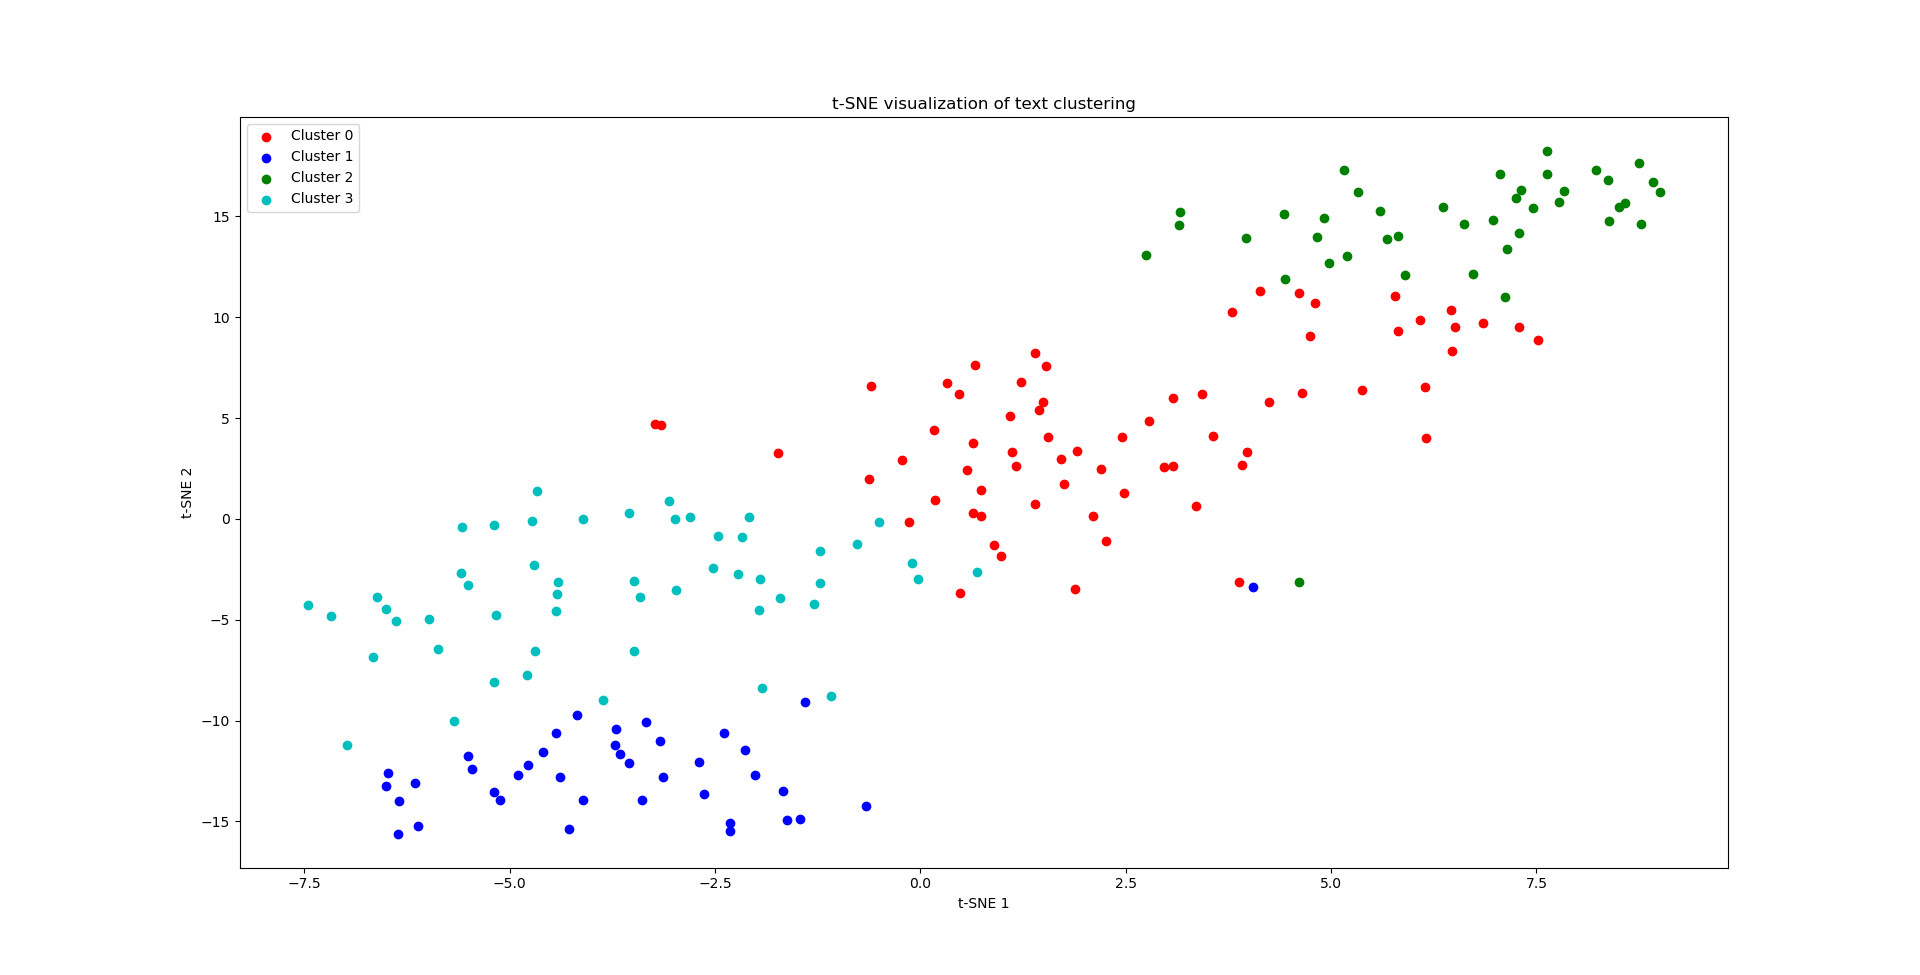 t-SNE visualization of text clustering
Cluster 0
Cluster 1
Cluster 2
Cluster 3
15
10
5
0
−5
−10
−15
t-SNE 2
−7.5 −5.0 −2.5 0.0 2.5 5.0 7.5
t-SNE 1